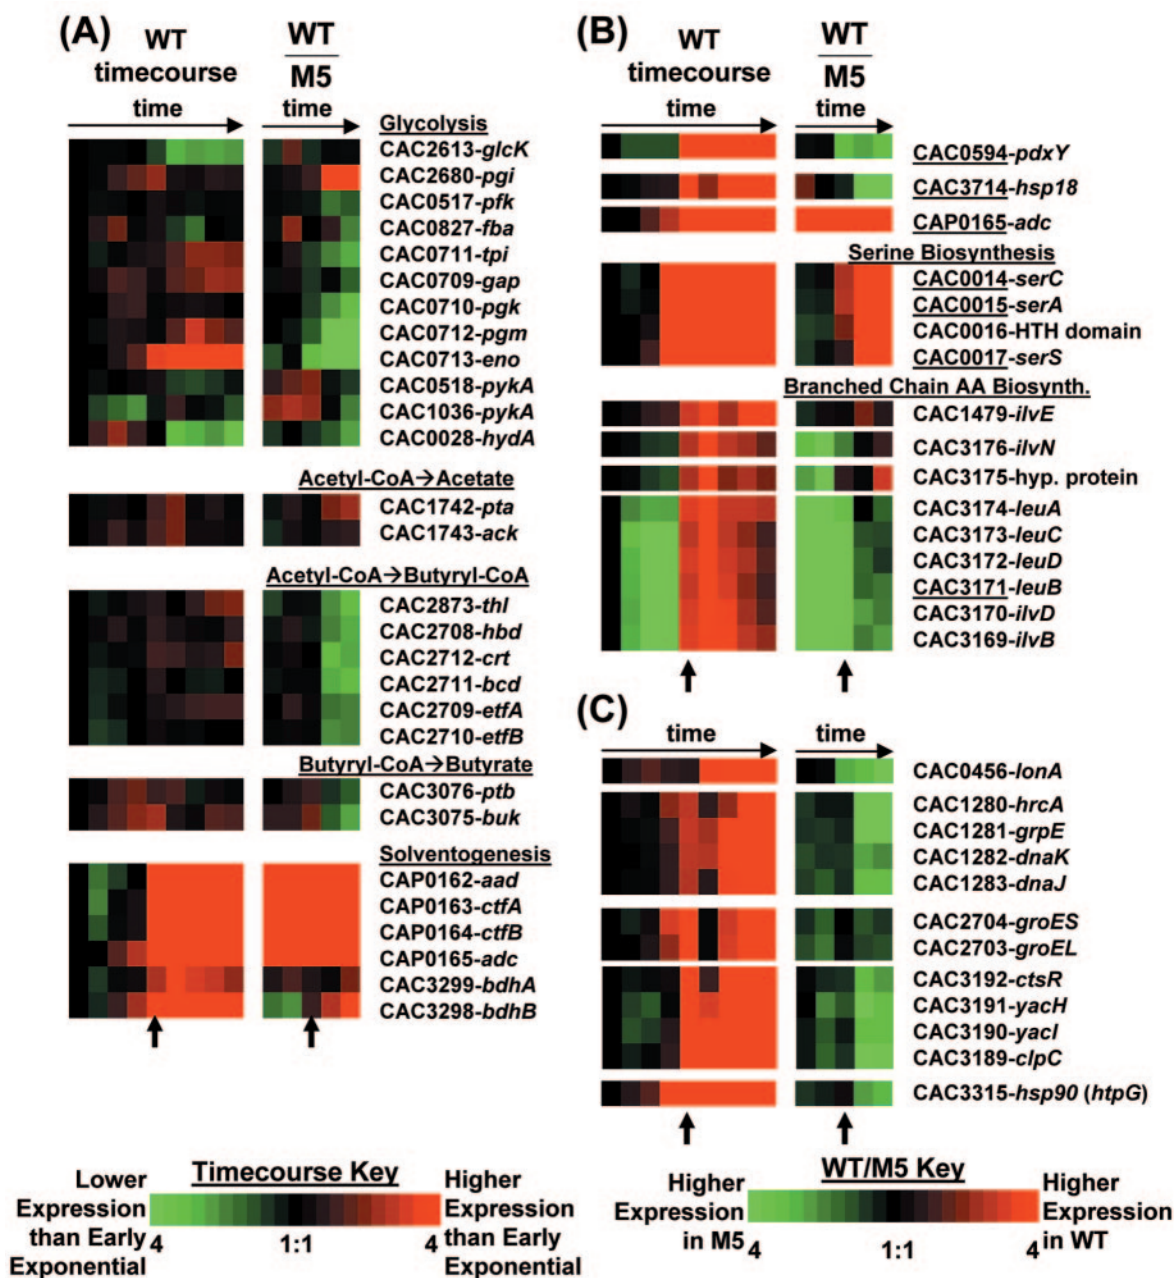 (A)
WT
timecourse
time
WT
M5
time
Glycolysis
CAC2613-glcK
CAC2680-pgi
CAC0517-pfk
CAC0827-fba
CAC0711-tpi
CAC0709-gap
CAC0710-pgk
CAC0712-pgm
CAC0713-eno
CAC0518-pykA
CAC1036-pykA
CAC0028-hydA
Acetyl-CoA→Acetate
CAC1742-pta
CAC1743-ack
Acetyl-CoA→Butyryl-CoA
CAC2873-thl
CAC2708-hbd
CAC2712-crt
CAC2711-bcd
CAC2709-etfA
CAC2710-etfB
Butyryl-CoA→Butyrate
CAC3076-ptb
CAC3075-buk
Solventogenesis
CAP0162-aad
CAP0163-ctfA
CAP0164-ctfB
CAP0165-adc
CAC3299-bdhA
CAC3298-bdhB
(B)
WT
timecourse
time
WT
M5
time
CAC0594-pdxY
CAC3714-hsp18
CAP0165-adc
Serine Biosynthesis
CAC0014-serC
CAC0015-serA
CAC0016-HTH domain
CAC0017-serS
Branched Chain AA Biosynth.
CAC1479-ilvE
CAC3176-ilvN
CAC3175-hyp. protein
CAC3174-leuA
CAC3173-leuC
CAC3172-leuD
CAC3171-leuB
CAC3170-ilvD
CAC3169-ilvB
(C)
time
time
CAC0456-lonA
CAC1280-hrcA
CAC1281-grpE
CAC1282-dnaK
CAC1283-dnaJ
CAC2704-groES
CAC2703-groEL
CAC3192-ctsR
CAC3191-yacH
CAC3190-yacI
CAC3189-clpC
CAC3315-hsp90 (htpG)
Timecourse Key
Lower
Expression
than Early
Exponential
4
1:1
4
Higher
Expression
than Early
Exponential
WT/M5 Key
Higher
Expression
in M5
4
1:1
4
Higher
Expression
in WT